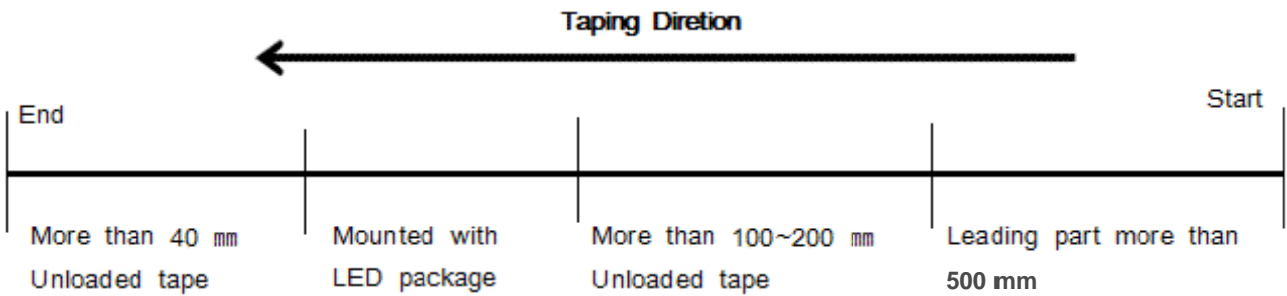 Taping Diretion
End
Start
More than 40 mm
Unloaded tape
Mounted with
LED package
More than 100~200 mm
Unloaded tape
Leading part more than
500 mm